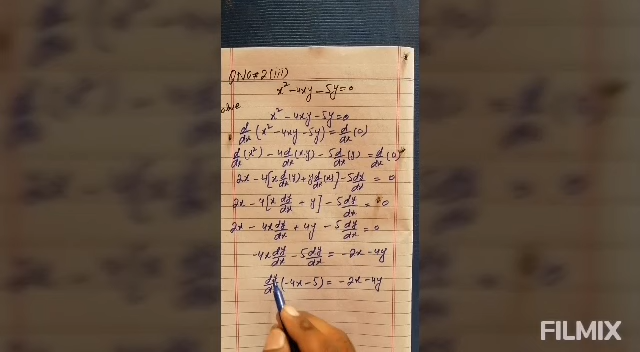 QNo#2(iii)
x² - 4xy - 5y = 0
x² - 4xy - 5y = 0
d/dx (x² - 4xy - 5y) = d/dx (0)
d/dx (x²) - 4 d/dx (xy) - 5 d/dx (y) = d/dx (0)
2x - 4[x d/dx (y) + y d/dx (x)] - 5 dy/dx = 0
2x - 4[x dy/dx + y] - 5 dy/dx = 0
2x - 4x dy/dx + 4y - 5 dy/dx = 0
-4x dy/dx - 5 dy/dx = -2x - 4y
dy/dx (-4x - 5) = -2x - 4y
FILMIX